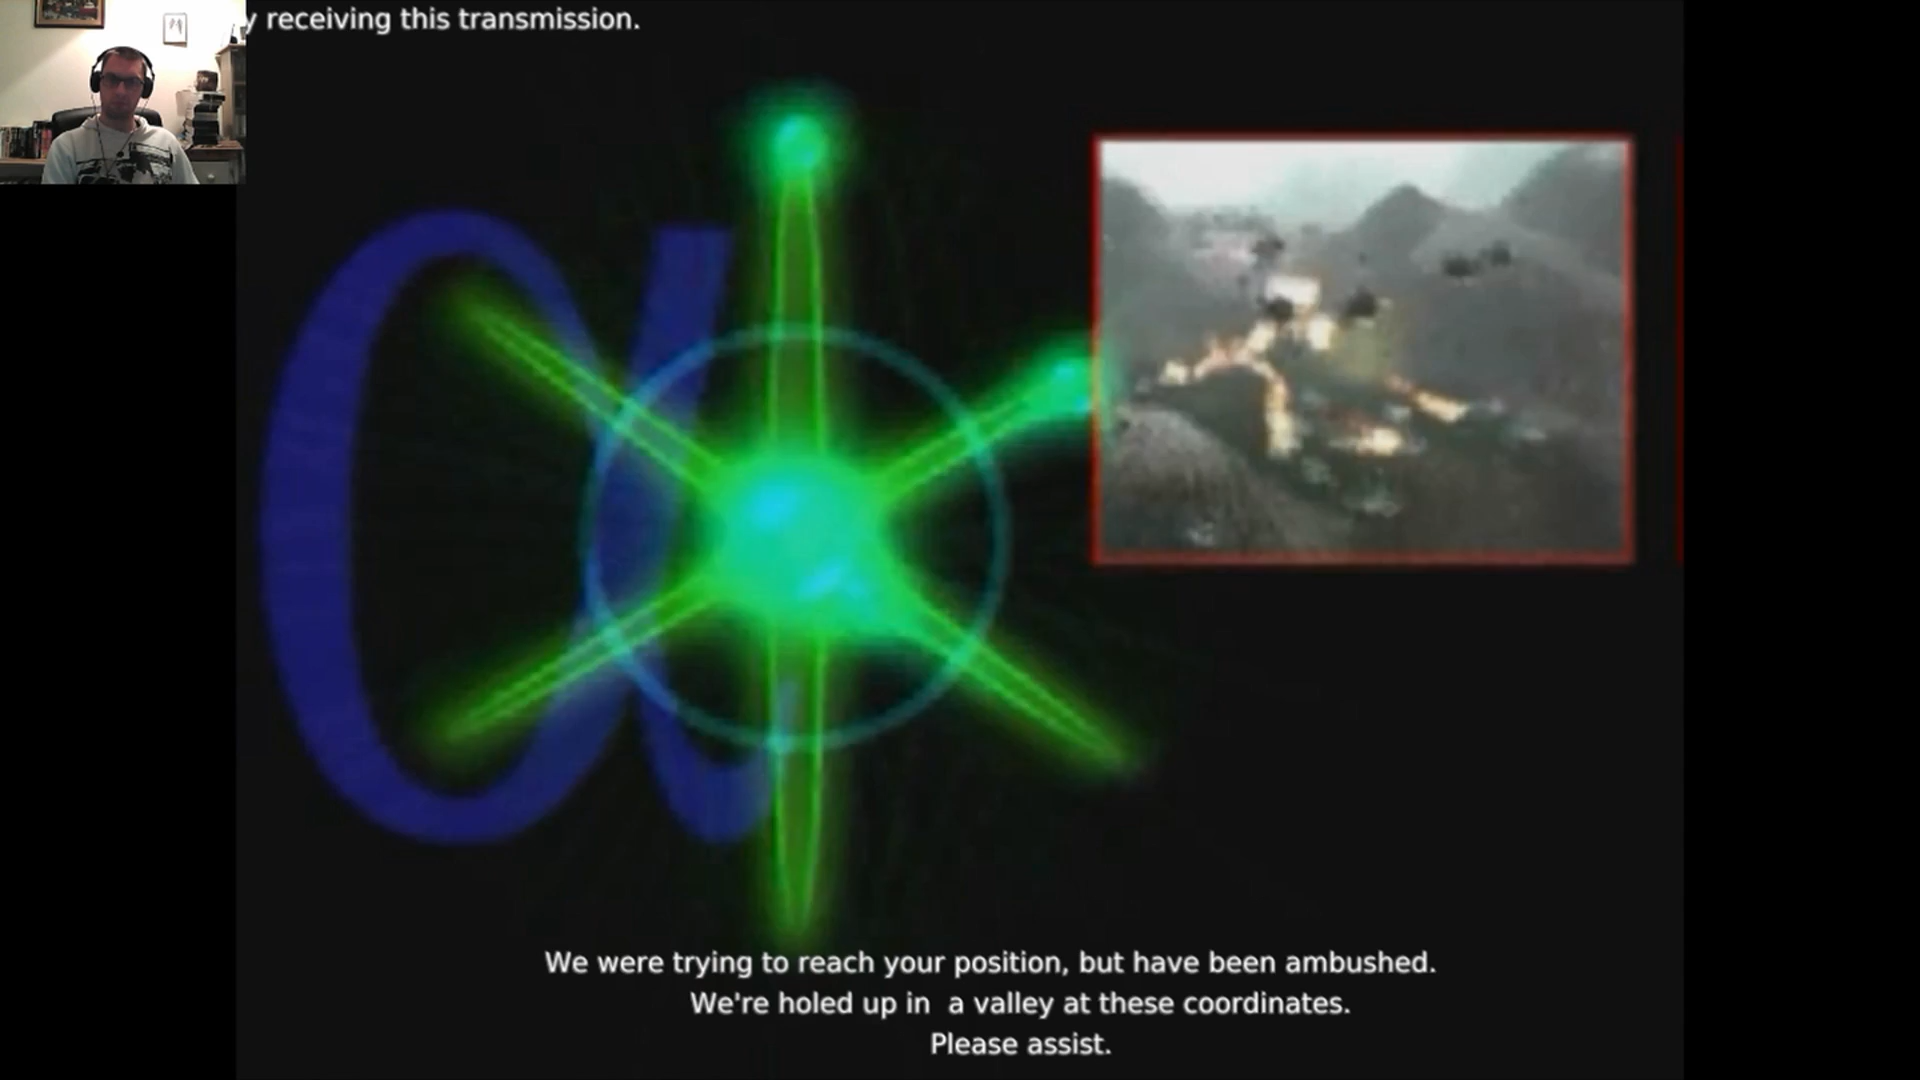 y receiving this transmission.
α
We were trying to reach your position, but have been ambushed.
We're holed up in  a valley at these coordinates.
Please assist.